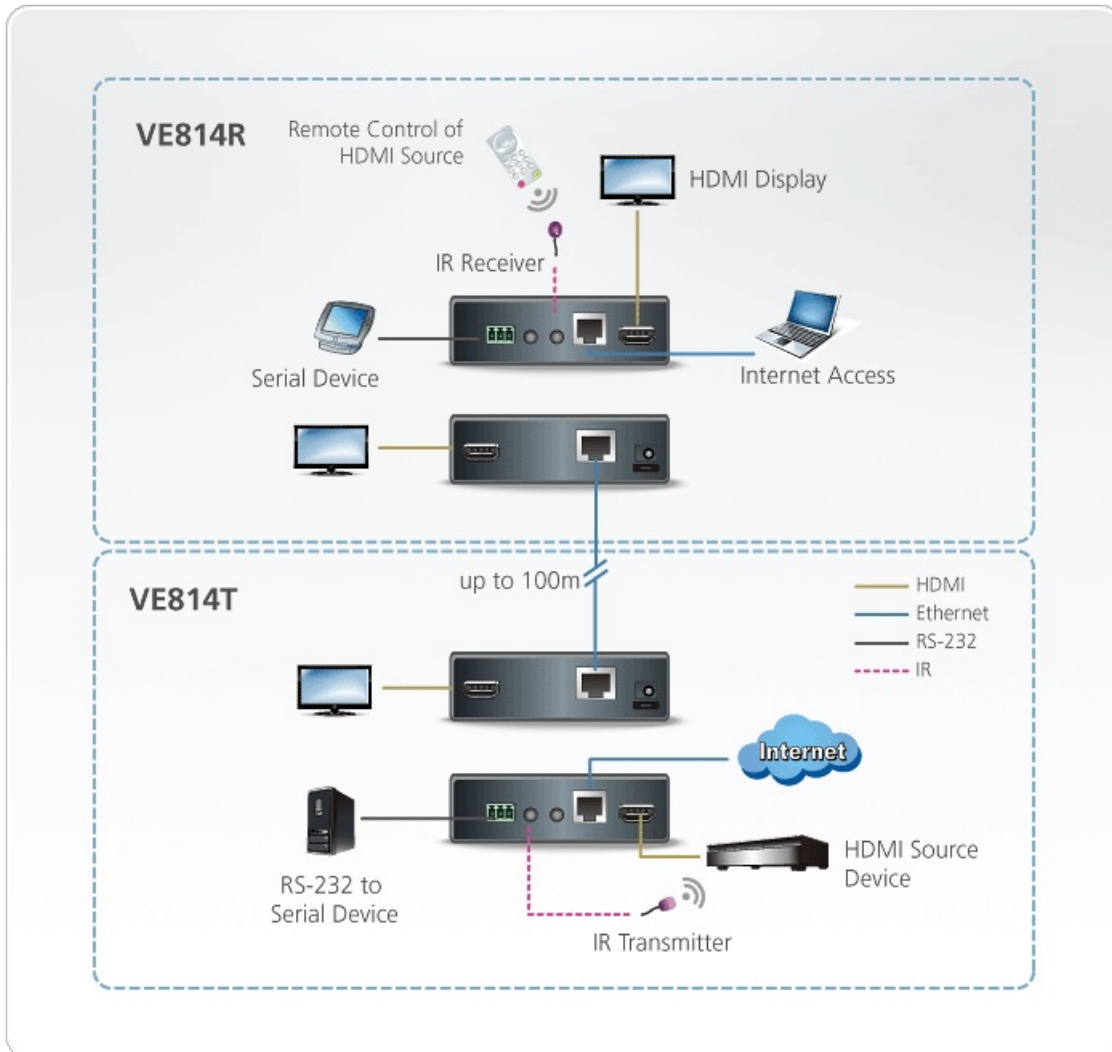 VE814R
Remote Control of
HDMI Source
HDMI Display
IR Receiver
Serial Device
Internet Access
up to 100m
VE814T
HDMI
Ethernet
RS-232
IR
Internet
HDMI Source
Device
RS-232 to
Serial Device
IR Transmitter